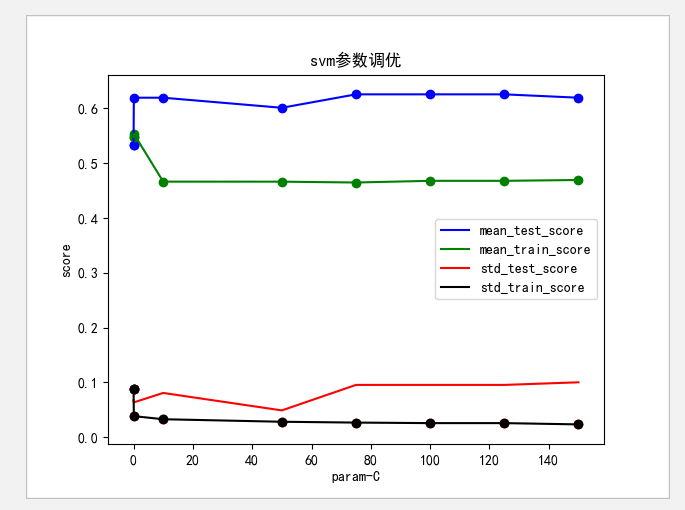 svm参数调优
0.6
0.5
0.4
0.3
0.2
0.1
0.0
score
mean_test_score
mean_train_score
std_test_score
std_train_score
0 20 40 60 80 100 120 140
param-C